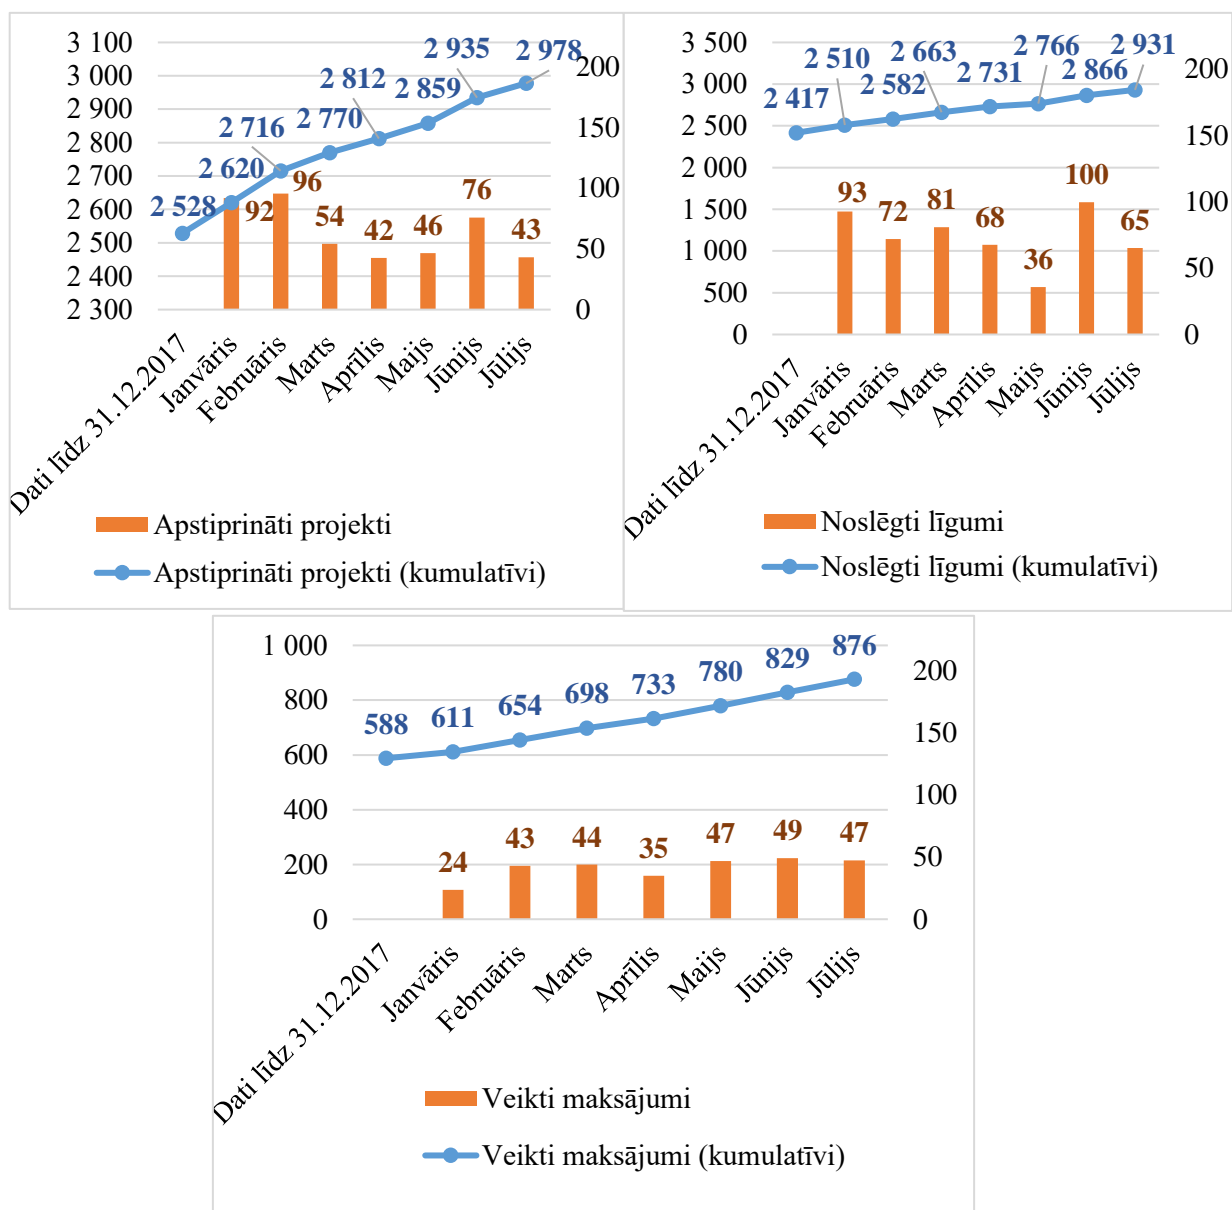 3 100
3 000
2 900
2 800
2 700
2 600
2 500
2 400
2 300
2 528
2 620
2 716
2 770
2 812
2 859
2 935
2 978
92
96
54
42
46
76
43
200
150
100
50
0
Dati līdz 31.12.2017
Janvāris
Februāris
Marts
Aprīlis
Maijs
Jūnijs
Jūlijs
Apstiprināti projekti
Apstiprināti projekti (kumulatīvi)
3 500
3 000
2 500
2 000
1 500
1 000
500
0
2 417
2 510
2 582
2 663
2 731
2 766
2 866
2 931
93
72
81
68
36
100
65
200
150
100
50
0
Dati līdz 31.12.2017
Janvāris
Februāris
Marts
Aprīlis
Maijs
Jūnijs
Jūlijs
Noslēgti līgumi
Noslēgti līgumi (kumulatīvi)
1 000
800
600
400
200
0
588
611
654
698
733
780
829
876
24
43
44
35
47
49
47
200
150
100
50
0
Dati līdz 31.12.2017
Janvāris
Februāris
Marts
Aprīlis
Maijs
Jūnijs
Jūlijs
Veikti maksājumi
Veikti maksājumi (kumulatīvi)